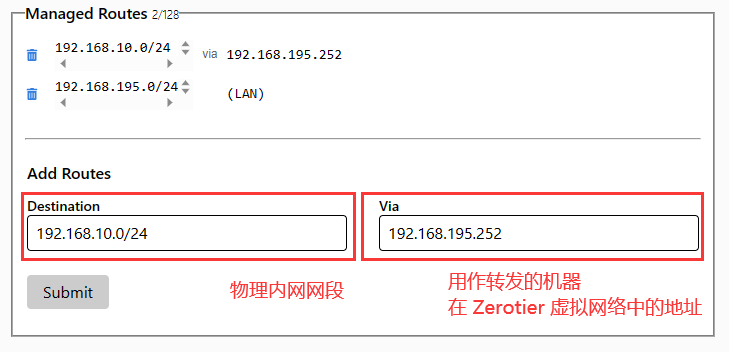 Managed Routes 2/128
192.168.10.0/24 via 192.168.195.252
192.168.195.0/24 (LAN)
Add Routes
Destination Via
192.168.10.0/24 192.168.195.252
Submit
物理内网网段
用作转发的机器
在 Zerotier 虚拟网络中的地址